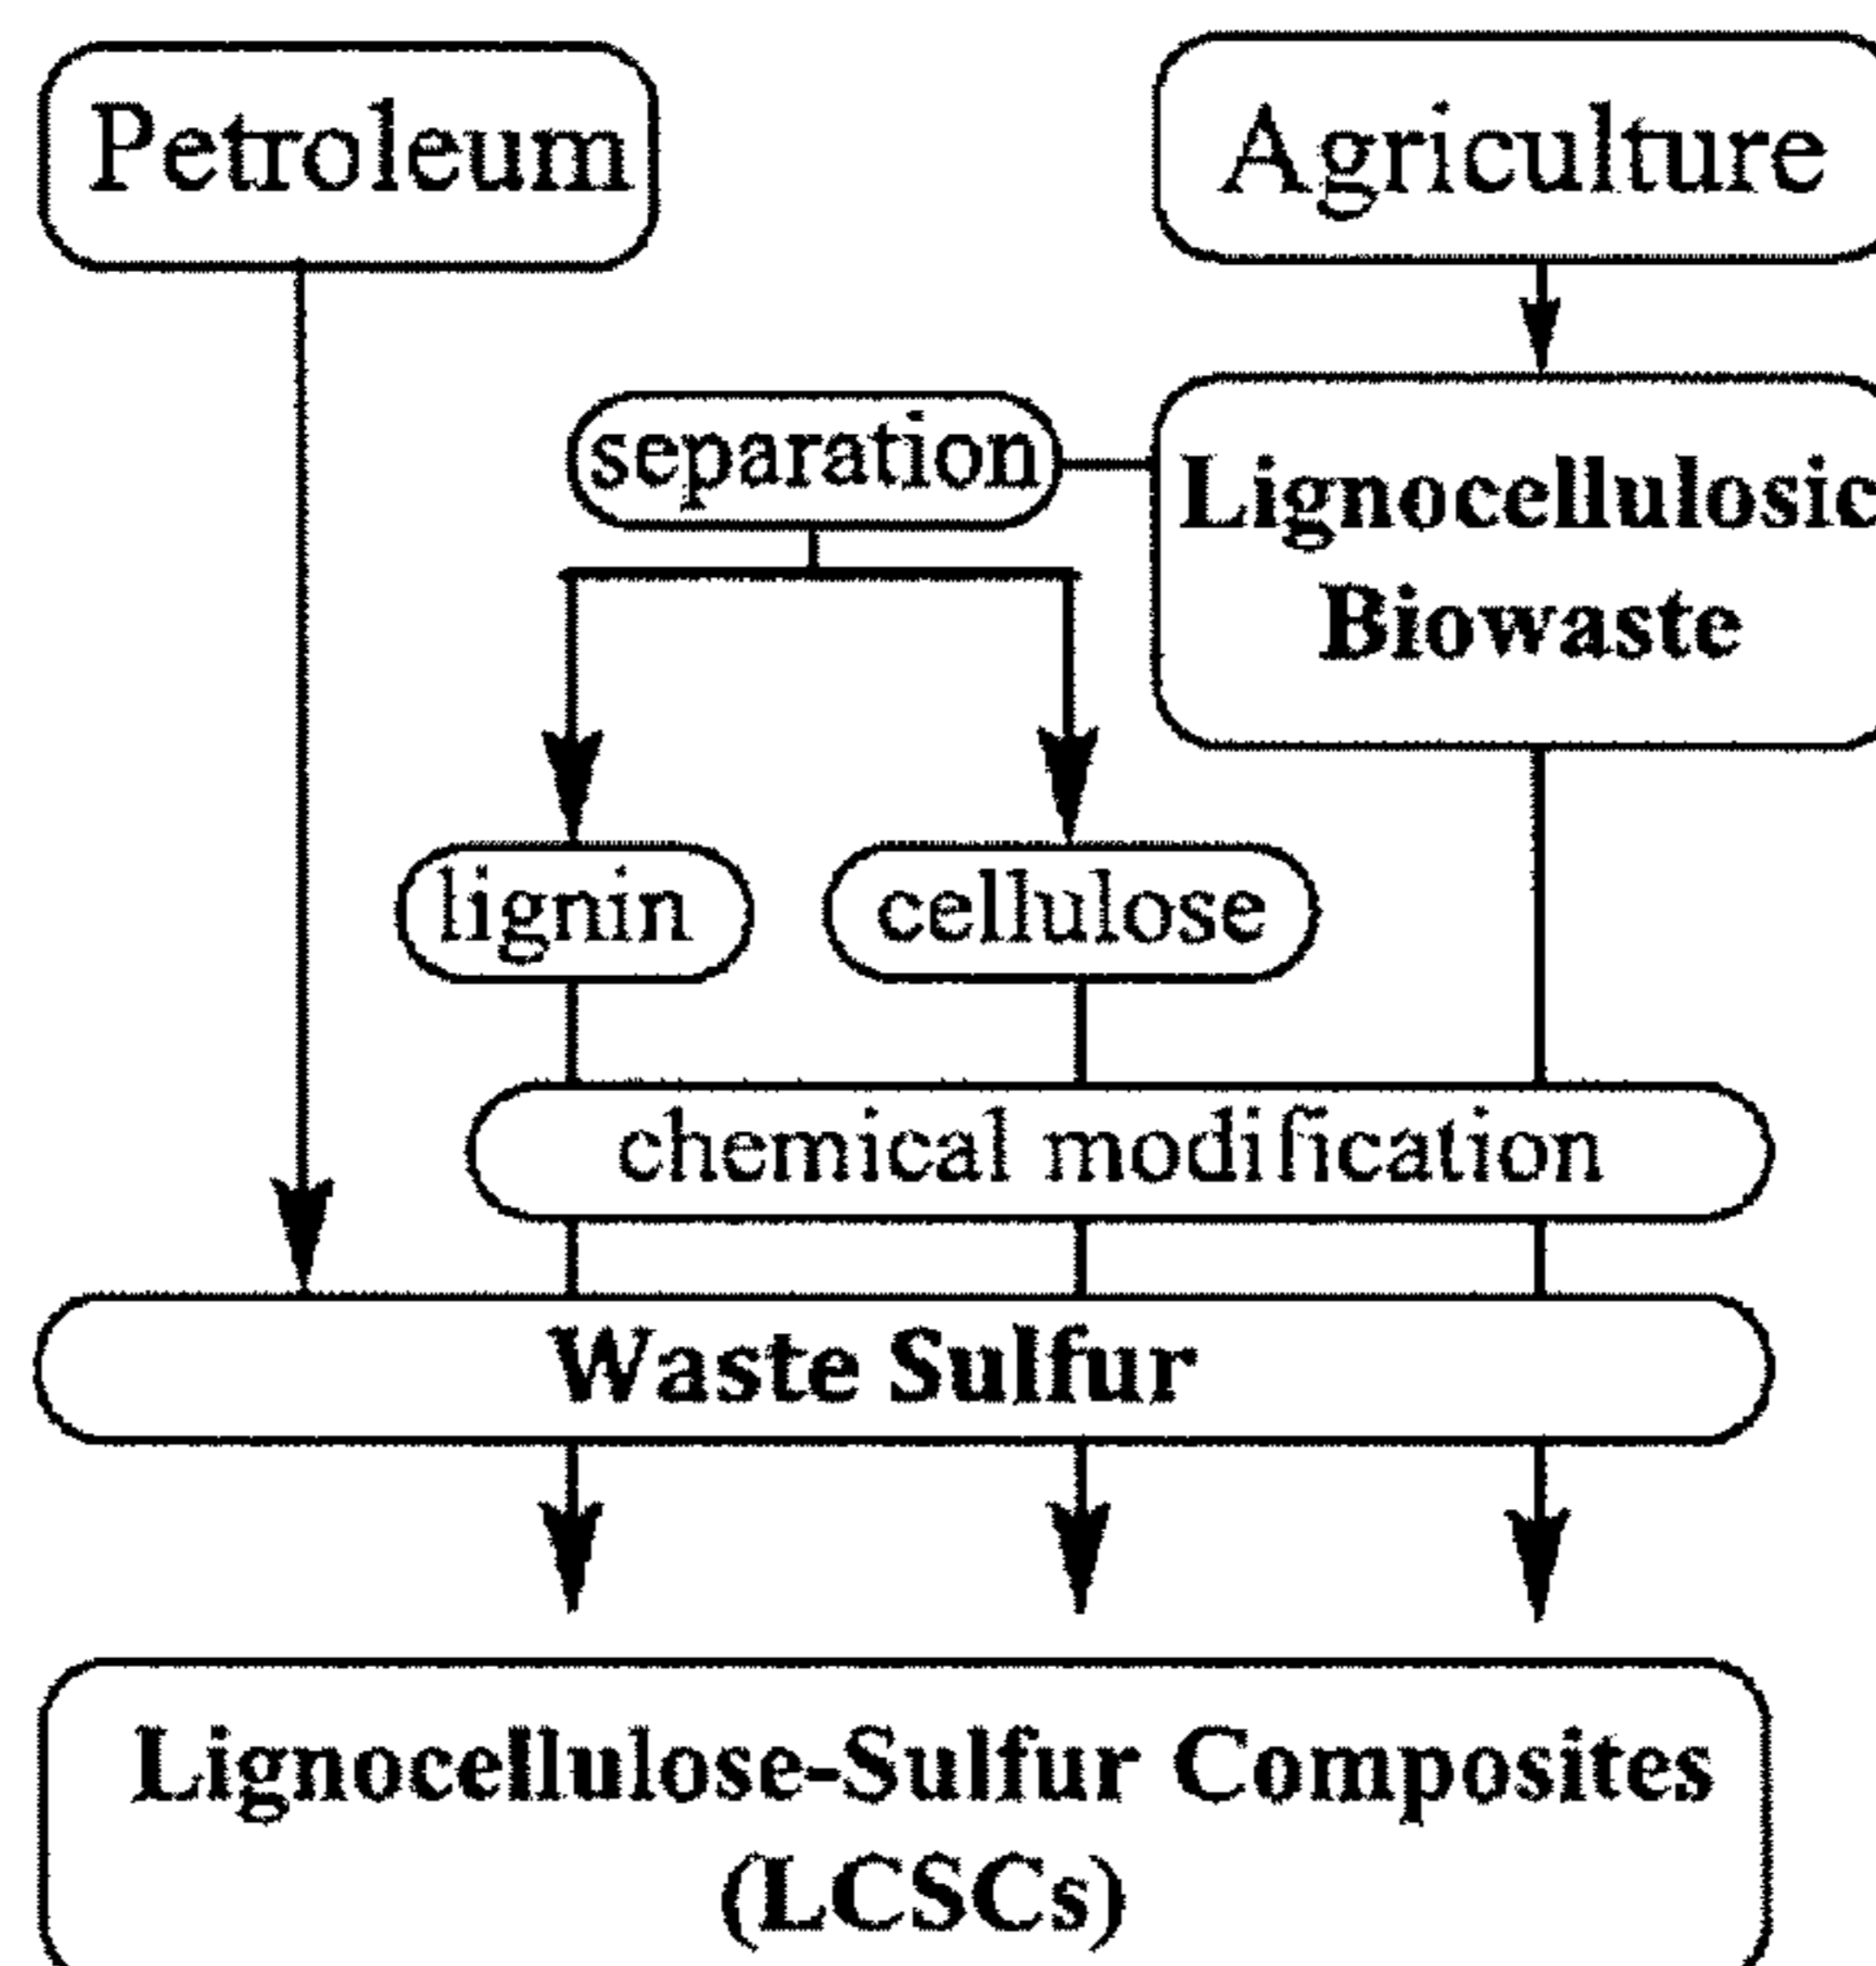 Petroleum
Agriculture
separation
Lignocellulosic
Biowaste
lignin
cellulose
chemical modification
Waste Sulfur
Lignocellulose-Sulfur Composites
(LCSCs)